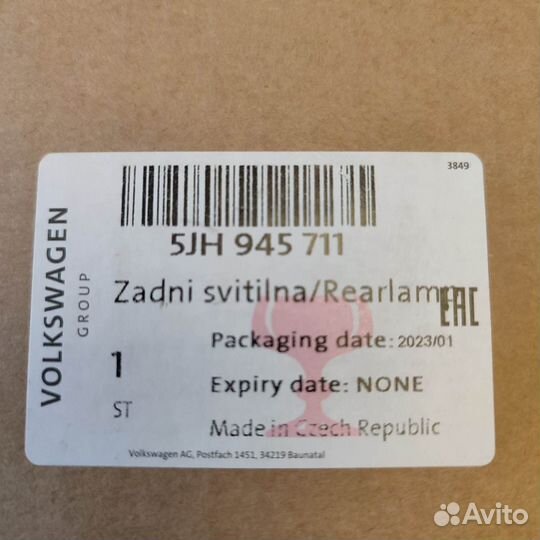 3849
VOLKSWAGEN
GROUP
5JH 945 711
Zadni svitilna/Rearlamp
EAC
Packaging date: 2023/01
1
Expiry date: NONE
ST
Made in Czech Republic
Volkswagen AG, Postfach 1451, 34219 Baunatal
Avito